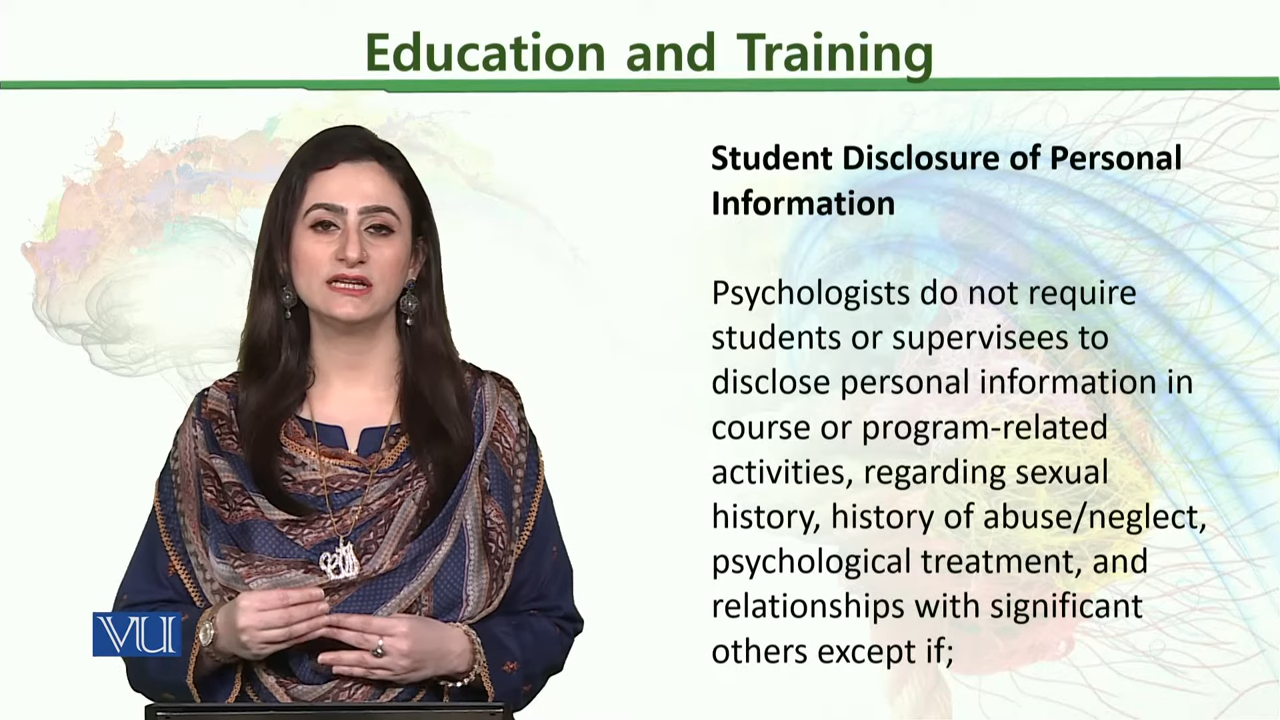 Education and Training
Student Disclosure of Personal
Information
Psychologists do not require
students or supervisees to
disclose personal information in
course or program-related
activities, regarding sexual
history, history of abuse/neglect,
psychological treatment, and
relationships with significant
others except if;
VU